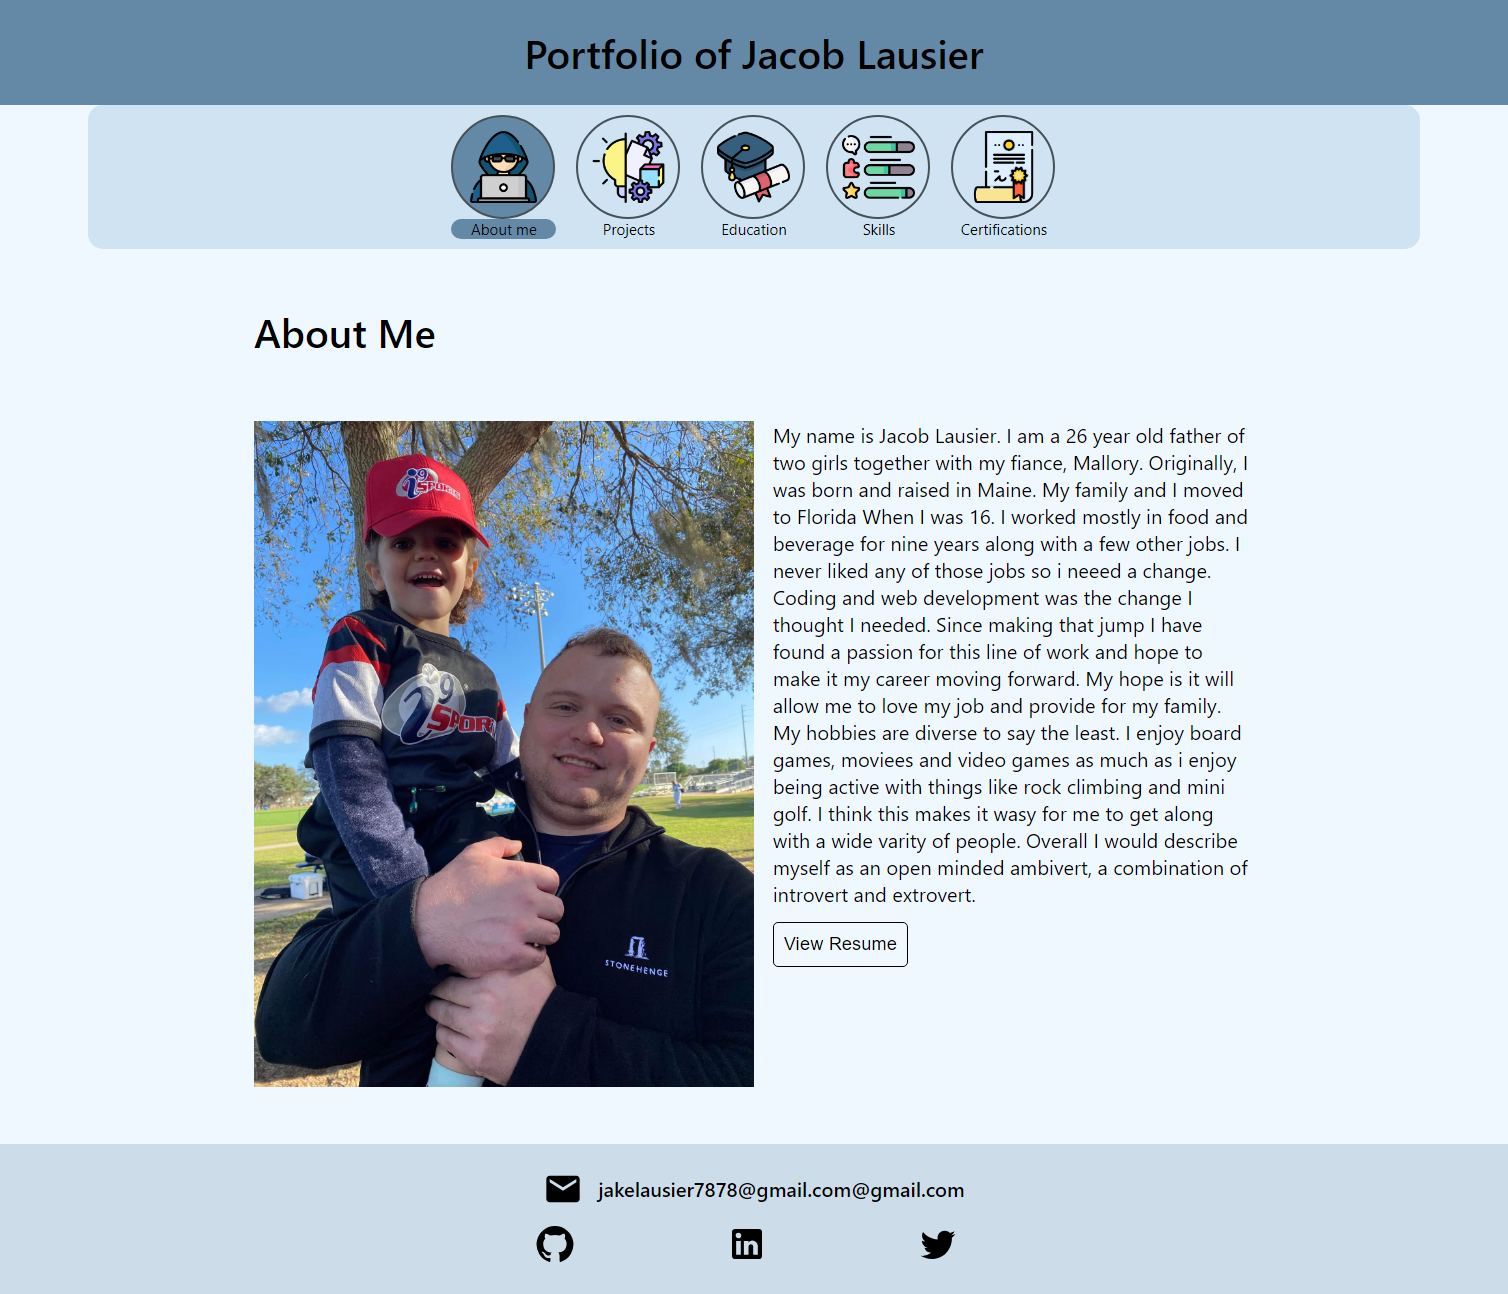 Portfolio of Jacob Lausier
About me
Projects
Education
Skills
Certifications
About Me
i9 SPORTS
i9 SPORTS
STONEHENGE
My name is Jacob Lausier. I am a 26 year old father of
two girls together with my fiance, Mallory. Originally, I
was born and raised in Maine. My family and I moved
to Florida When I was 16. I worked mostly in food and
beverage for nine years along with a few other jobs. I
never liked any of those jobs so i neeed a change.
Coding and web development was the change I
thought I needed. Since making that jump I have
found a passion for this line of work and hope to
make it my career moving forward. My hope is it will
allow me to love my job and provide for my family.
My hobbies are diverse to say the least. I enjoy board
games, moviees and video games as much as i enjoy
being active with things like rock climbing and mini
golf. I think this makes it wasy for me to get along
with a wide varity of people. Overall I would describe
myself as an open minded ambivert, a combination of
introvert and extrovert.
View Resume
jakelausier7878@gmail.com@gmail.com
in